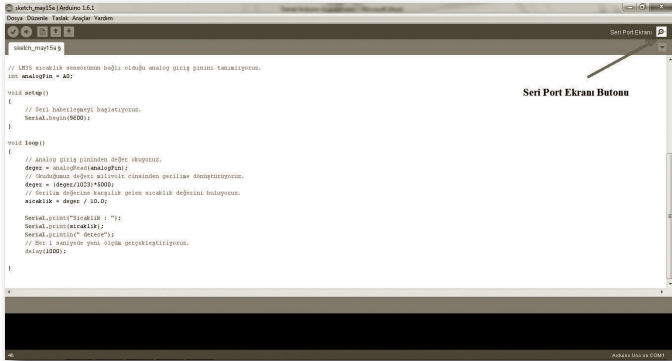 sketch_may15a | Arduino 1.6.1
Dosya Düzenle Taslak Araçlar Yardım
Seri Port Ekranı
sketch_may15a §
Seri Port Ekranı Butonu
// LM35 sıcaklık sensörünün bağlı olduğu analog giriş pinini tanımlıyoruz.
int analogPin = A0;
void setup()
{
// Seri haberleşmeyi başlatıyoruz.
Serial.begin(9600);
}
void loop()
{
// Analog giriş pininden değer okuyoruz.
deger = analogRead(analogPin);
// Okuduğumuz değeri milivolt cinsinden gerilime dönüştürüyoruz.
deger = (deger/1023)*5000;
// Gerilim değerine karşılık gelen sıcaklık değerini buluyoruz.
sicaklik = deger / 10.0;
Serial.print("Sicaklik : ");
Serial.print(sicaklik);
Serial.println(" derece");
// Her 1 saniyede yeni ölçüm gerçekleştiriyoruz.
delay(1000);
}
Arduino Uno on COM1